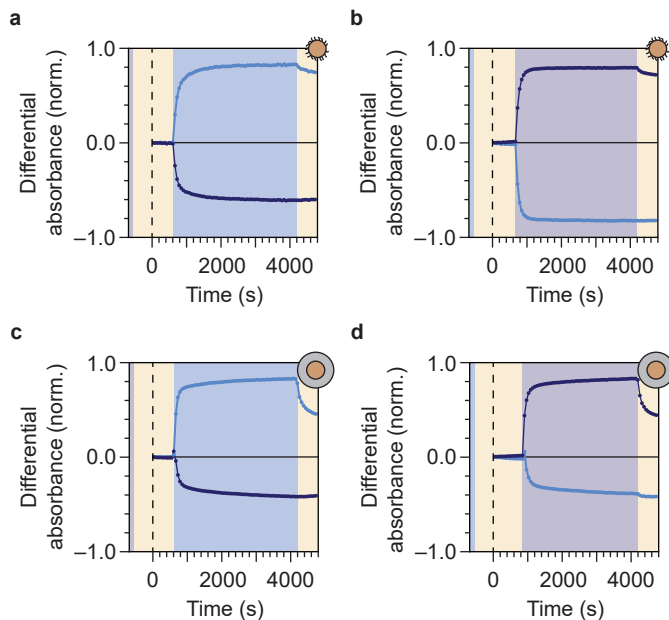 a
Differential
absorbance (norm.)
1.0
0.0
–1.0
0 2000 4000
Time (s)
b
Differential
absorbance (norm.)
1.0
0.0
–1.0
0 2000 4000
Time (s)
c
Differential
absorbance (norm.)
1.0
0.0
–1.0
0 2000 4000
Time (s)
d
Differential
absorbance (norm.)
1.0
0.0
–1.0
0 2000 4000
Time (s)